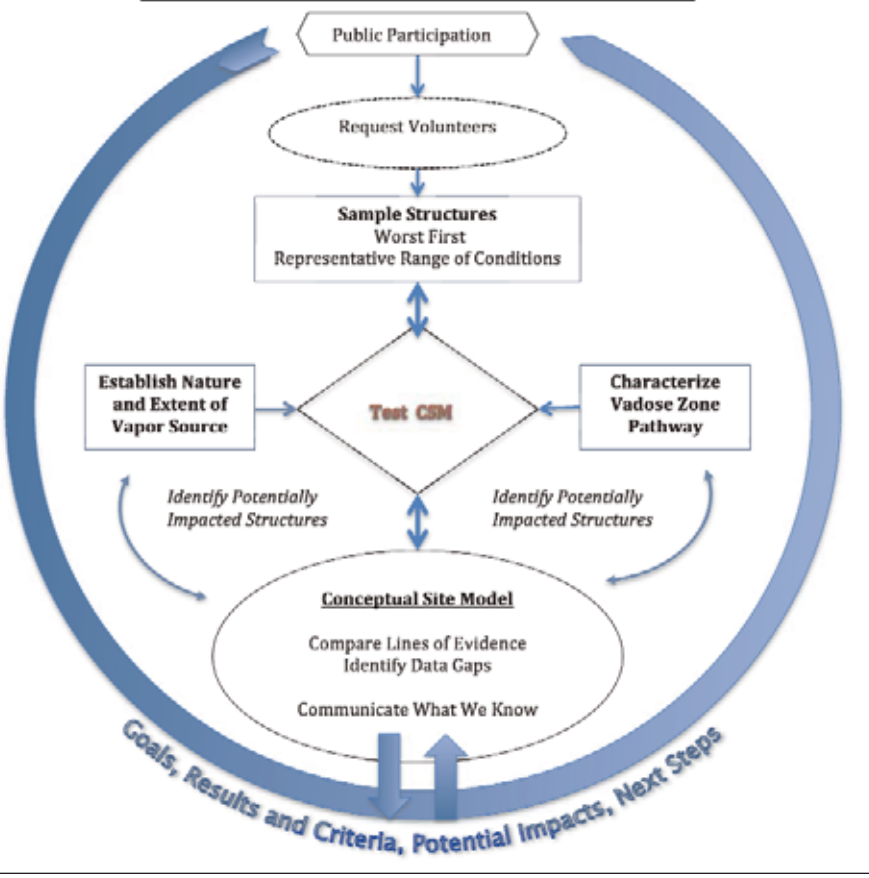 Public Participation
Request Volunteers
Sample Structures
Worst First
Representative Range of Conditions
Establish Nature
and Extent of
Vapor Source
Test CSM
Characterize
Vadose Zone
Pathway
Identify Potentially
Impacted Structures
Identify Potentially
Impacted Structures
Conceptual Site Model
Compare Lines of Evidence
Identify Data Gaps
Communicate What We Know
Goals, Results and Criteria, Potential Impacts, Next Steps